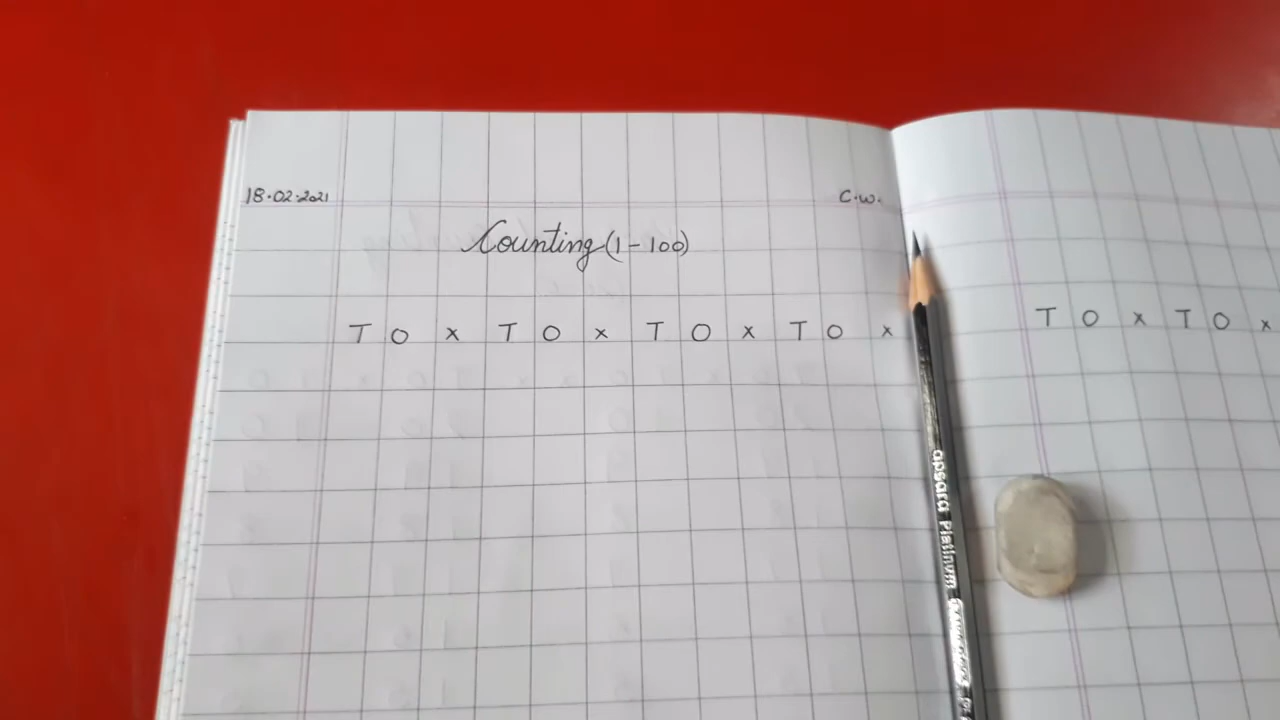 18.02.2021 C.W.
Counting (1-100)
T O x T O x T O x T O x
T O x T O x
apsara Platinum